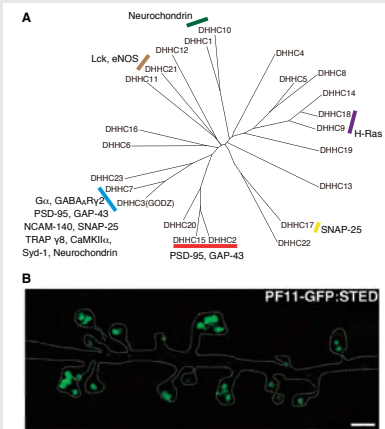 A
Neurochondrin
DHHC10
DHHC1
DHHC12
Lck, eNOS
DHHC21
DHHC11
DHHC4
DHHC5
DHHC8
DHHC14
DHHC18
DHHC9
H-Ras
DHHC16
DHHC6
DHHC19
DHHC23
DHHC7
DHHC3(GODZ)
DHHC13
Gα, GABAARγ2
PSD-95, GAP-43
NCAM-140, SNAP-25
TRAP γ8, CaMKIIα,
Syd-1, Neurochondrin
DHHC20
DHHC15 DHHC2
PSD-95, GAP-43
DHHC17
SNAP-25
DHHC22
B
PF11-GFP:STED